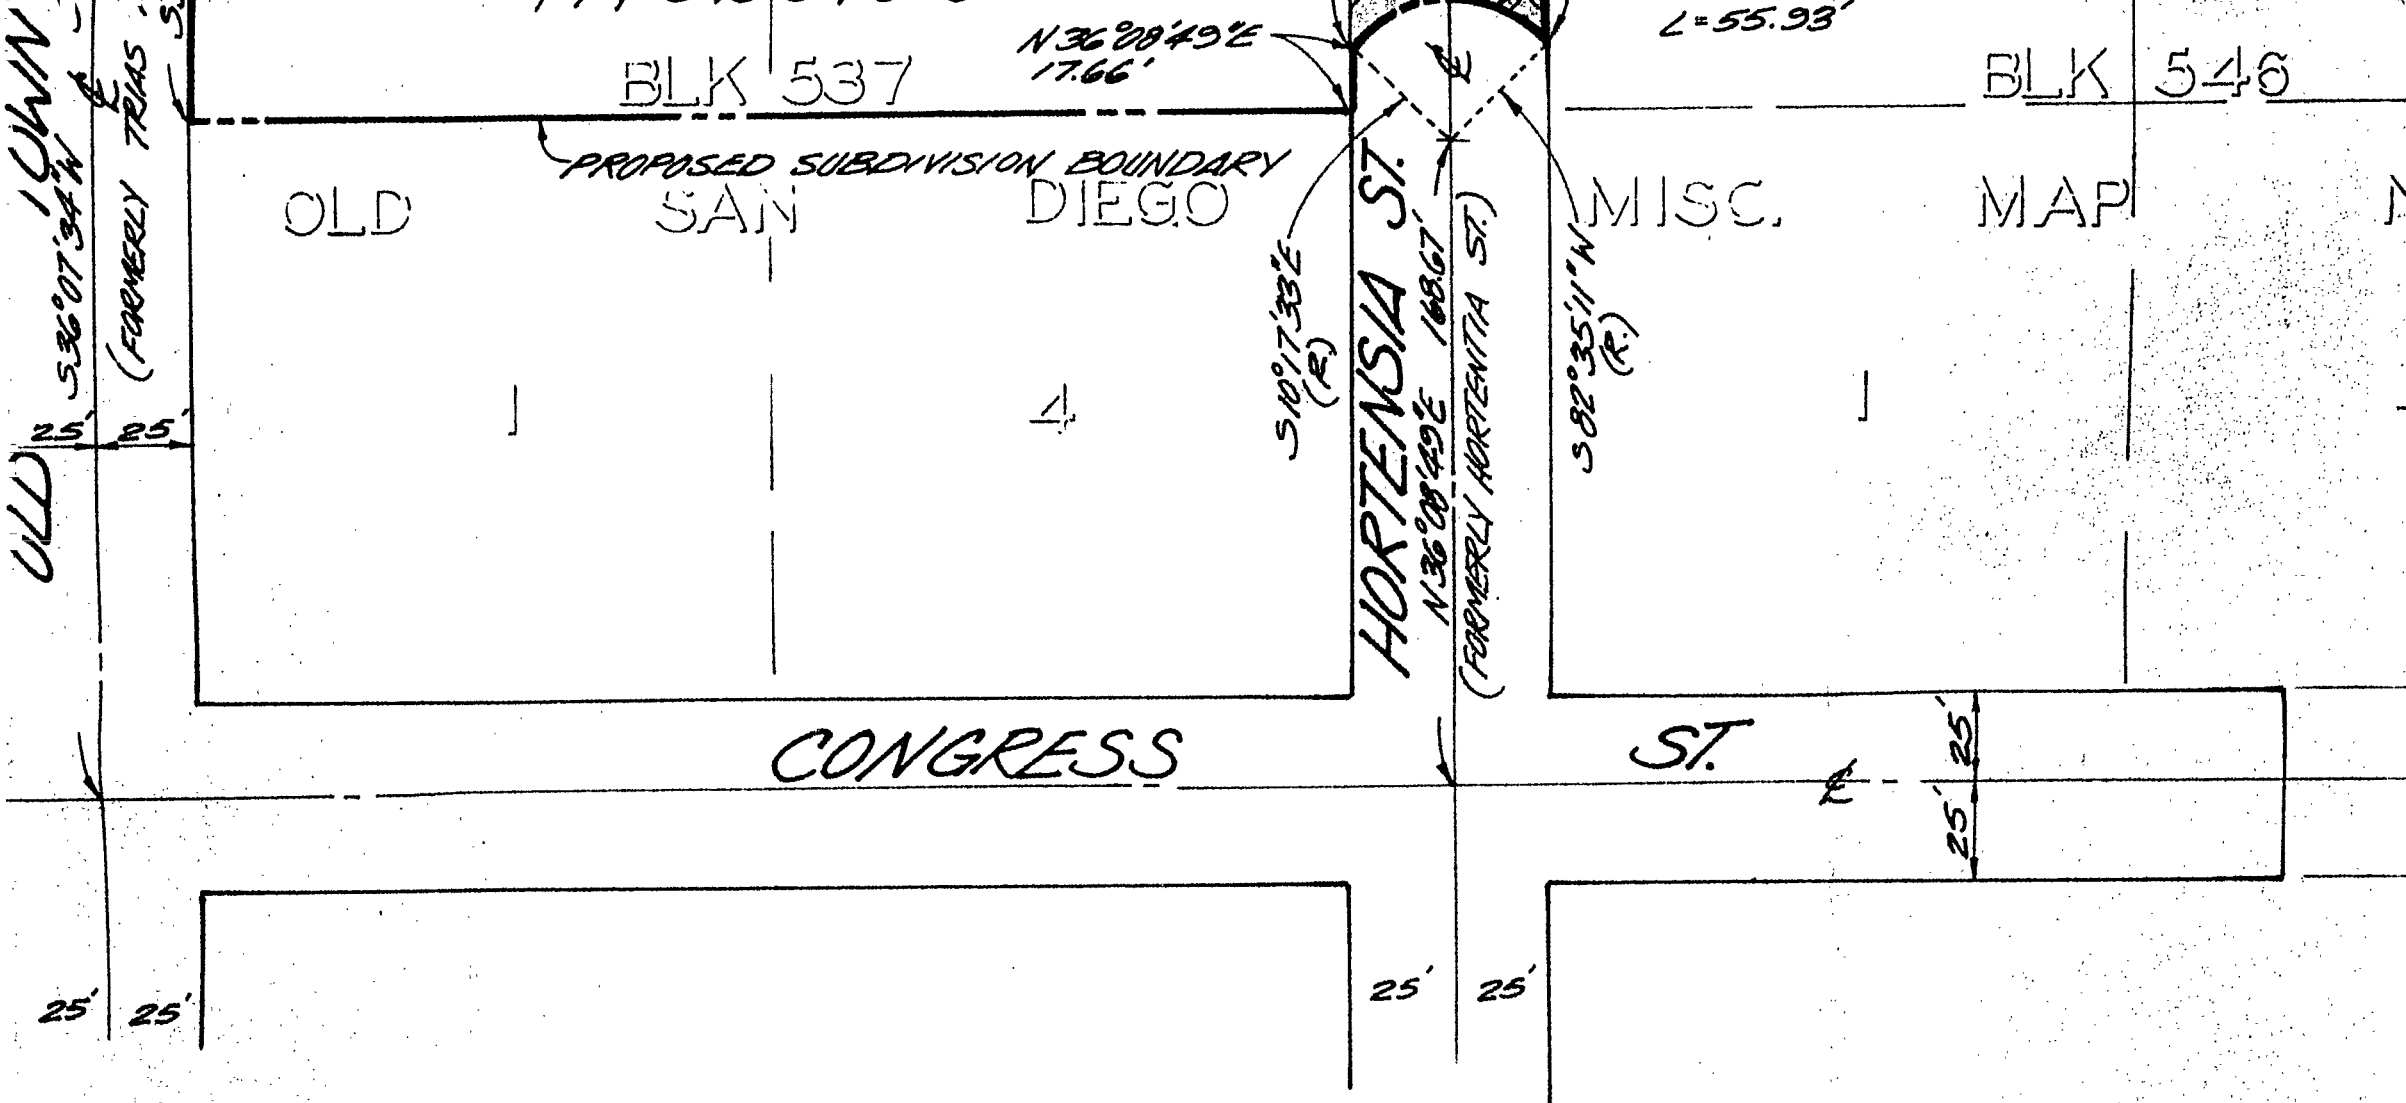 N36°08'49"E
17.66'
L=55.93'
BLK 537
℄
BLK 546
PROPOSED SUBDIVISION BOUNDARY
OLD SAN DIEGO MISC. MAP
S36°07'34"W
℄
(FORMERLY TRIAS
OLD TOWN
25' 25'
1 4 1
S10°17'33"E
(R.)
HORTENSIA ST.
N36°08'49"E 168.67'
(FORMERLY HORTENTIA ST.)
S82°35'11"W
(R.)
CONGRESS ST. ℄
25'
25'
25' 25' 25' 25'